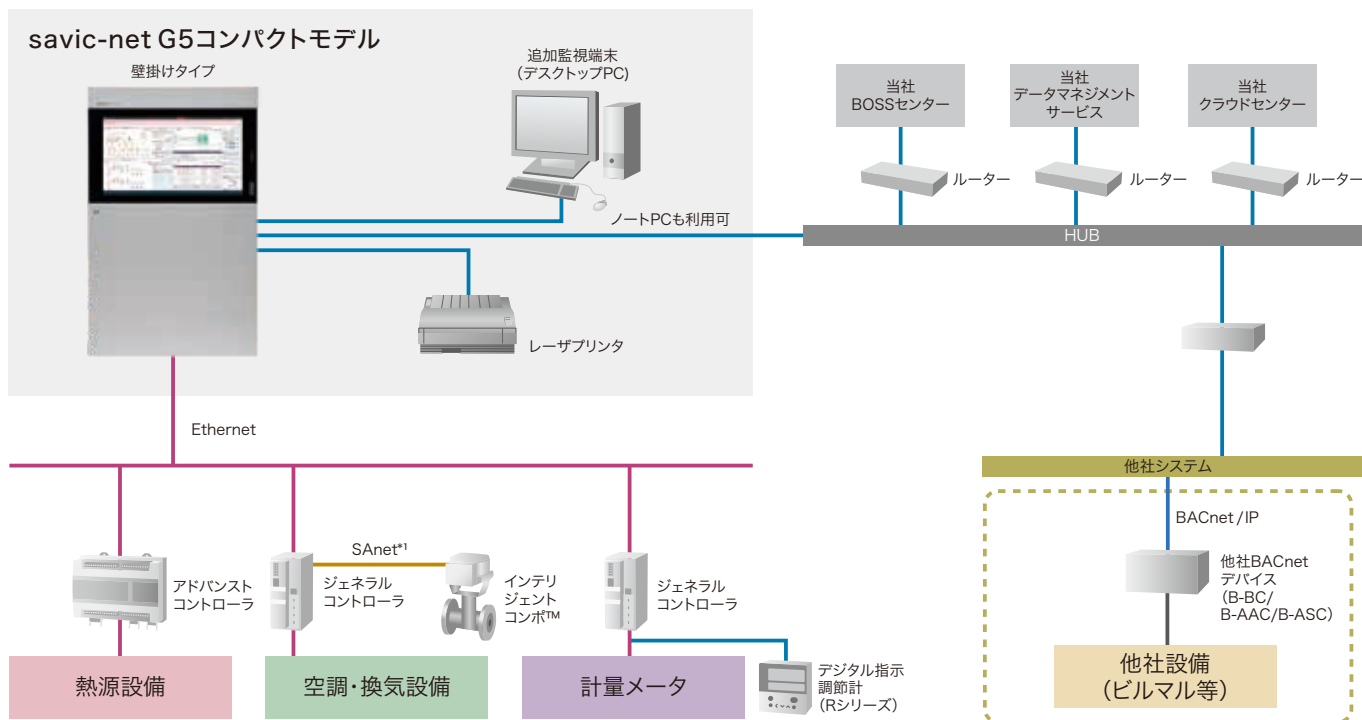 savic-net G5コンパクトモデル
壁掛けタイプ
追加監視端末
(デスクトップPC)
ノートPCも利用可
レーザプリンタ
当社
BOSSセンター
当社
データマネジメント
サービス
当社
クラウドセンター
ルーター
ルーター
ルーター
HUB
Ethernet
他社システム
BACnet/IP
他社BACnet
デバイス
(B-BC/
B-AAC/B-ASC)
他社設備
(ビルマル等)
アドバンスト
コントローラ
SAnet*1
ジェネラル
コントローラ
インテリ
ジェント
コンポ™
ジェネラル
コントローラ
熱源設備
空調・換気設備
計量メータ
デジタル指示
調節計
(Rシリーズ)